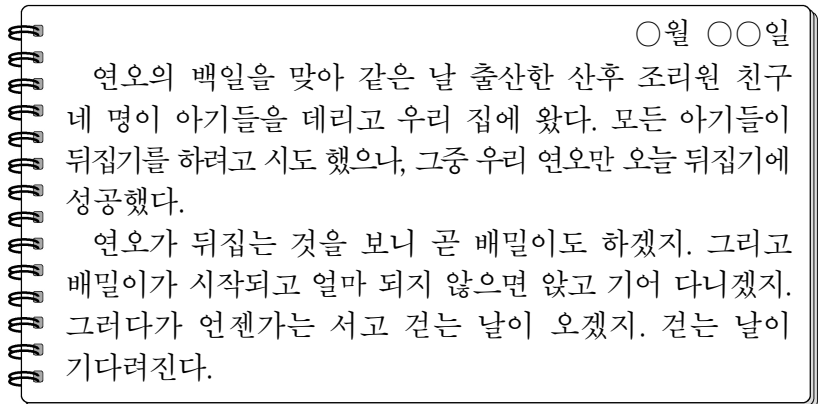 ○월 ○○일
연오의 백일을 맞아 같은 날 출산한 산후 조리원 친구
네 명이 아기들을 데리고 우리 집에 왔다. 모든 아기들이
뒤집기를 하려고 시도 했으나, 그중 우리 연오만 오늘 뒤집기에
성공했다.
연오가 뒤집는 것을 보니 곧 배밀이도 하겠지. 그리고
배밀이가 시작되고 얼마 되지 않으면 앉고 기어 다니겠지.
그러다가 언젠가는 서고 걷는 날이 오겠지. 걷는 날이
기다려진다.